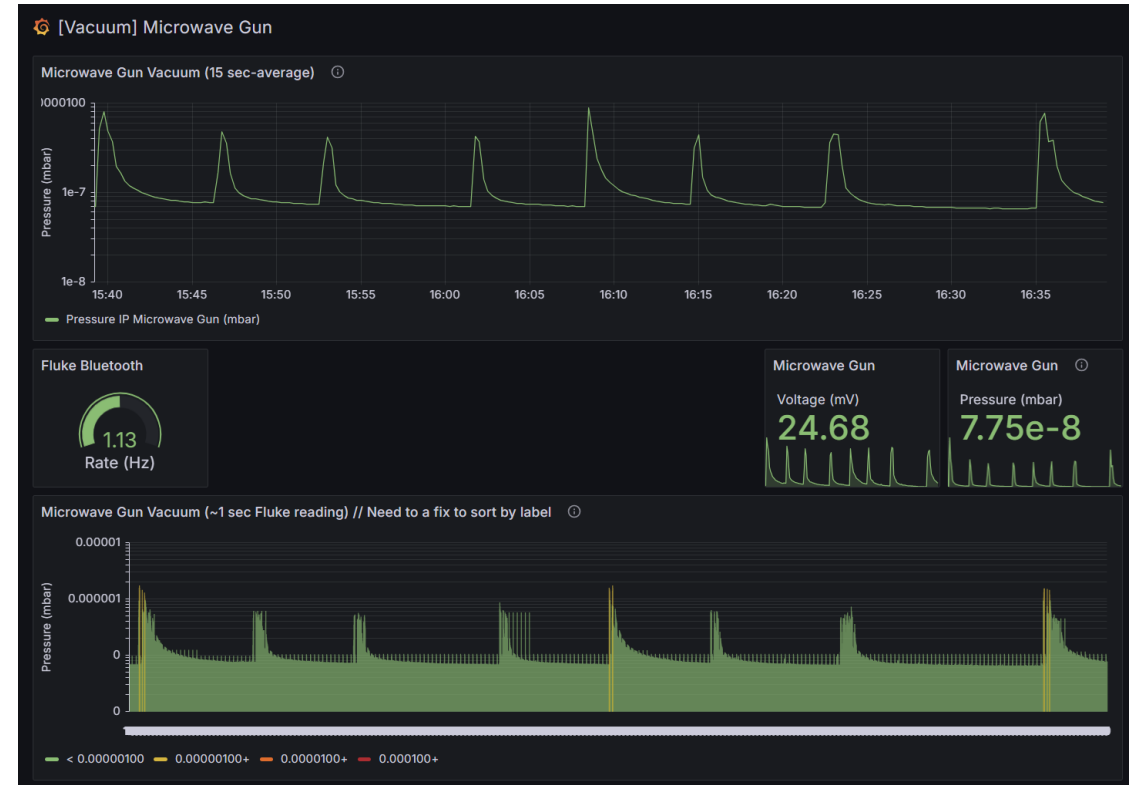 [Vacuum] Microwave Gun
Microwave Gun Vacuum (15 sec-average)
0000100
1e-7
1e-8
Pressure (mbar)
15:40 15:45 15:50 15:55 16:00 16:05 16:10 16:15 16:20 16:25 16:30 16:35
Pressure IP Microwave Gun (mbar)
Fluke Bluetooth
1.13
Rate (Hz)
Microwave Gun
Voltage (mV)
24.68
Microwave Gun
Pressure (mbar)
7.75e-8
Microwave Gun Vacuum (~1 sec Fluke reading) // Need to a fix to sort by label
0.00001
0.000001
0
0
Pressure (mbar)
< 0.00000100 0.00000100+ 0.0000100+ 0.000100+